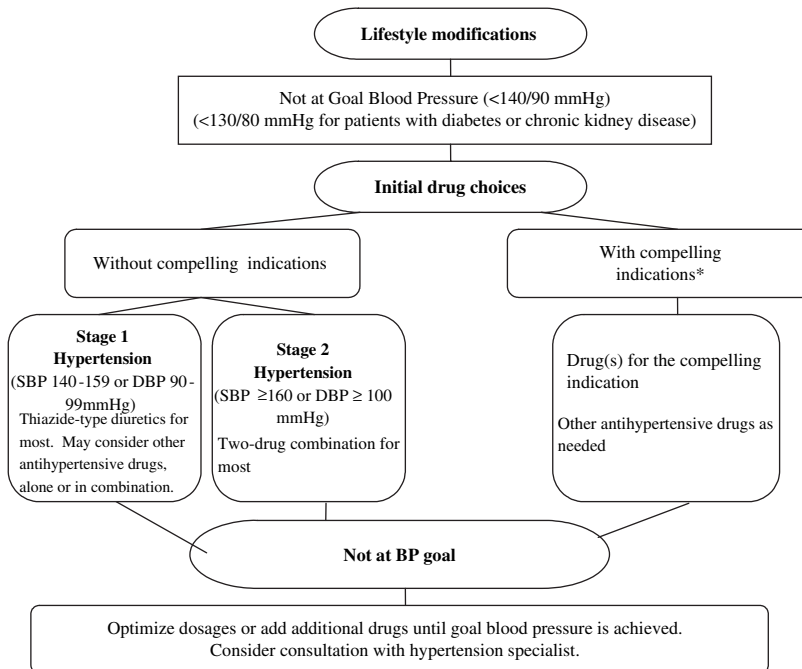 Lifestyle modifications
Not at Goal Blood Pressure (<140/90 mmHg)
(<130/80 mmHg for patients with diabetes or chronic kidney disease)
Initial drug choices
Without compelling indications
With compelling
indications*
Stage 1
Hypertension
(SBP 140-159 or DBP 90-
99mmHg)
Thiazide-type diuretics for
most. May consider other
antihypertensive drugs,
alone or in combination.
Stage 2
Hypertension
(SBP ≥160 or DBP ≥ 100
mmHg)
Two-drug combination for
most
Drug(s) for the compelling
indication
Other antihypertensive drugs as
needed
Not at BP goal
Optimize dosages or add additional drugs until goal blood pressure is achieved.
Consider consultation with hypertension specialist.